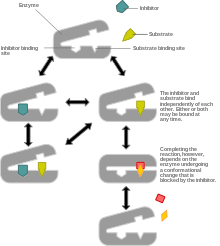 Enzyme
Inhibitor
Substrate
Inhibitor binding
site
Substrate binding site
The inhibitor and
substrate bind
independently of each
other. Either or both
may be bound at
any time.
Completing the
reaction, however,
depends on the
enzyme undergoing
a conformational
change that is
blocked by the inhibitor.